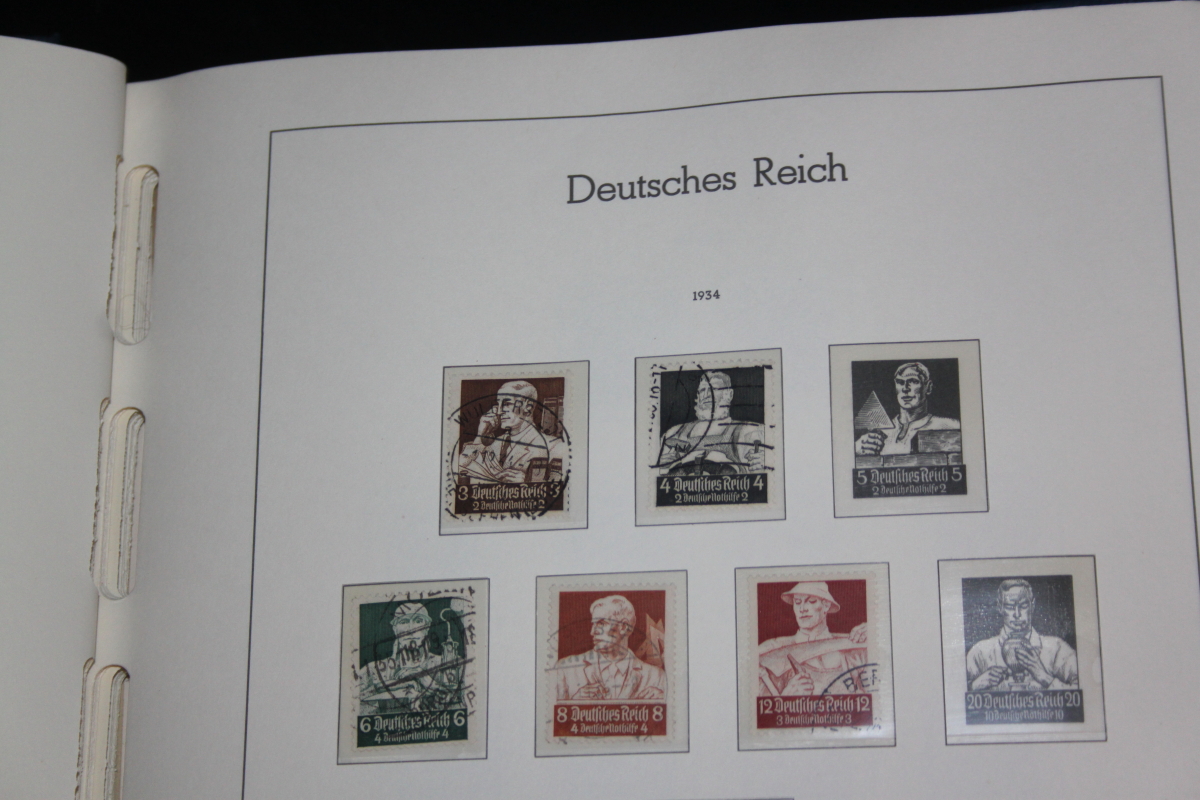 Deutsches Reich
1934
3 Deutsches Reich 3
2 Deutsche Nothilfe 2
4 Deutsches Reich 4
2 Deutsche Nothilfe 2
5 Deutsches Reich 5
2 Deutsche Nothilfe 2
6 Deutsches Reich 6
4 Deutsche Nothilfe 4
8 Deutsches Reich 8
4 Deutsche Nothilfe 4
12 Deutsches Reich 12
3 Deutsche Nothilfe 3
BER
20 Deutsches Reich 20
10 Deutsche Nothilfe 10